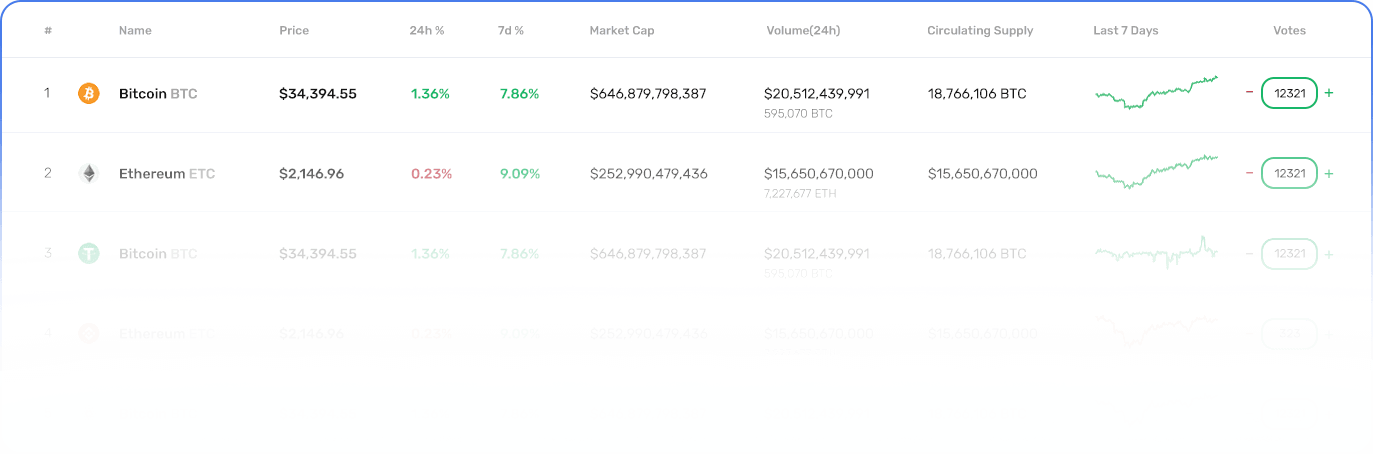 # Name Price 24h % 7d % Market Cap Volume(24h) Circulating Supply Last 7 Days Votes
1 Bitcoin BTC $34,394.55 1.36% 7.86% $646,879,798,387 $20,512,439,991 18,766,106 BTC − 12321 +
595,070 BTC
2 Ethereum ETC $2,146.96 0.23% 9.09% $252,990,479,436 $15,650,670,000 $15,650,670,000 − 12321 +
7,227,677 ETH
3 Bitcoin BTC $34,394.55 1.36% 7.86% $646,879,798,387 $20,512,439,991 18,766,106 BTC − 12321 +
595,070 BTC
4 Ethereum ETC $2,146.96 0.23% 9.09% $252,990,479,436 $15,650,670,000 $15,650,670,000